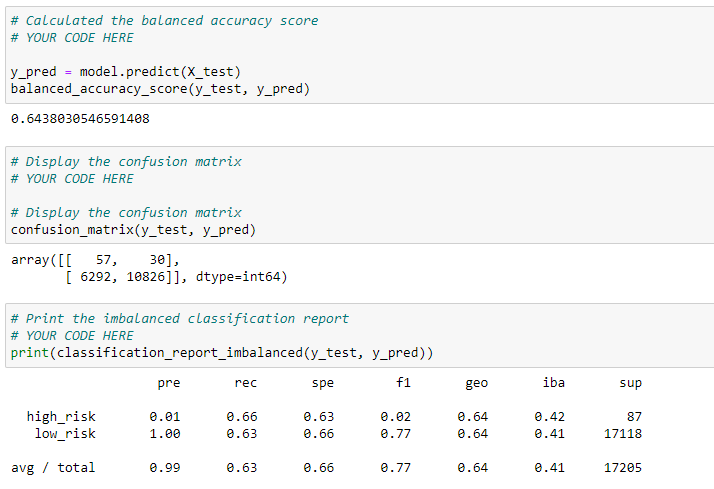 # Calculated the balanced accuracy score
# YOUR CODE HERE

y_pred = model.predict(X_test)
balanced_accuracy_score(y_test, y_pred)

0.6438030546591408

# Display the confusion matrix
# YOUR CODE HERE

# Display the confusion matrix
confusion_matrix(y_test, y_pred)

array([[   57,    30],
       [ 6292, 10826]], dtype=int64)

# Print the imbalanced classification report
# YOUR CODE HERE
print(classification_report_imbalanced(y_test, y_pred))

                   pre       rec       spe        f1       geo       iba       sup

  high_risk       0.01      0.66      0.63      0.02      0.64      0.42        87
   low_risk       1.00      0.63      0.66      0.77      0.64      0.41     17118

avg / total       0.99      0.63      0.66      0.77      0.64      0.41     17205